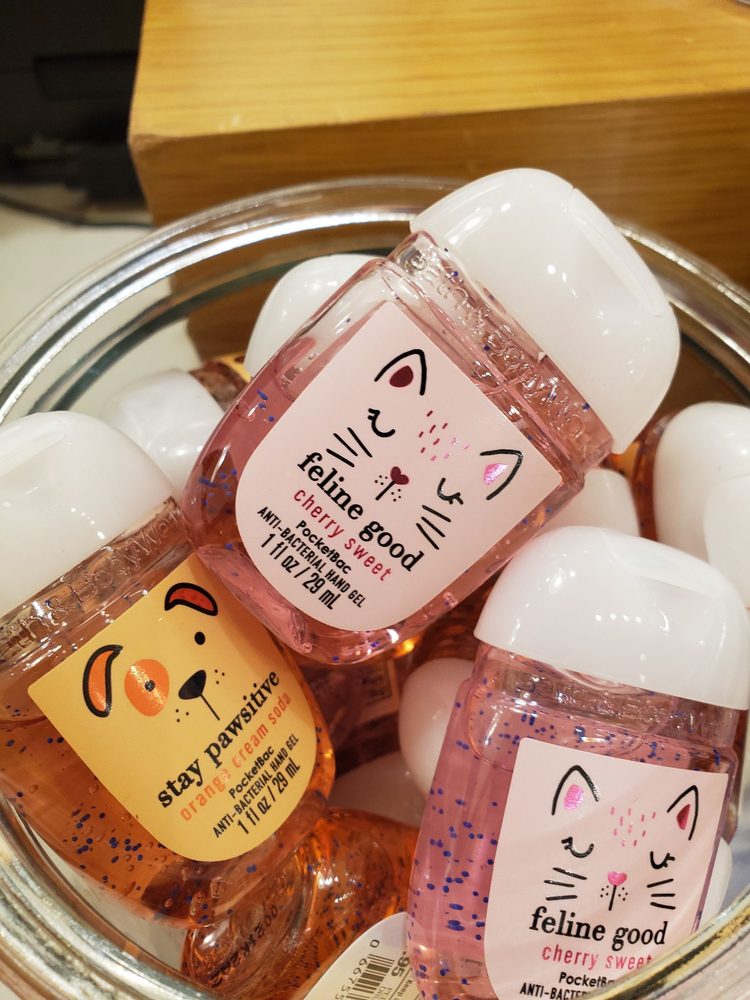 feline good
cherry sweet
PocketBac
ANTI-BACTERIAL HAND GEL
1 fl oz / 29 mL
stay pawsitive
orange cream soda
PocketBac
ANTI-BACTERIAL HAND GEL
1 fl oz / 29 mL
feline good
cherry sweet